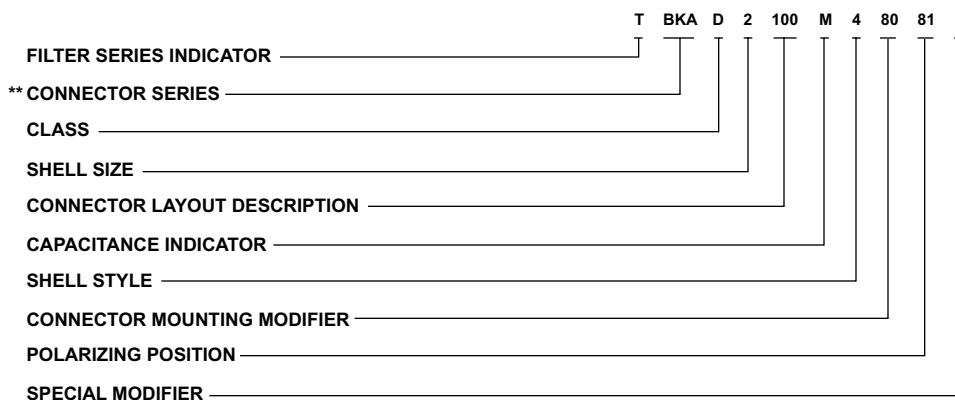 T BKA D 2 100 M 4 80 81
FILTER SERIES INDICATOR
** CONNECTOR SERIES
CLASS
SHELL SIZE
CONNECTOR LAYOUT DESCRIPTION
CAPACITANCE INDICATOR
SHELL STYLE
CONNECTOR MOUNTING MODIFIER
POLARIZING POSITION
SPECIAL MODIFIER